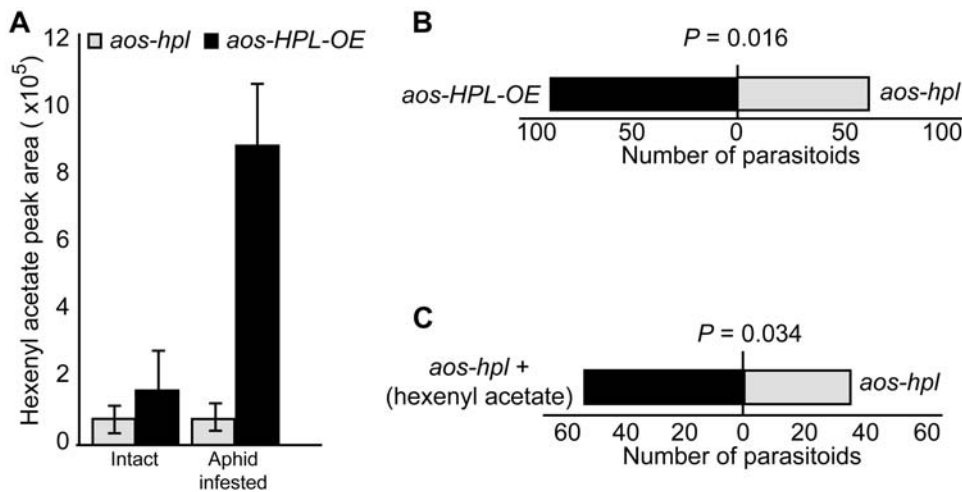 A
12
10
8
6
4
2
0
Hexenyl acetate peak area ( x10⁵)
aos-hpl aos-HPL-OE
Intact Aphid
infested
B
P = 0.016
aos-HPL-OE aos-hpl
100 50 0 50 100
Number of parasitoids
C
P = 0.034
aos-hpl +
(hexenyl acetate) aos-hpl
60 40 20 0 20 40 60
Number of parasitoids